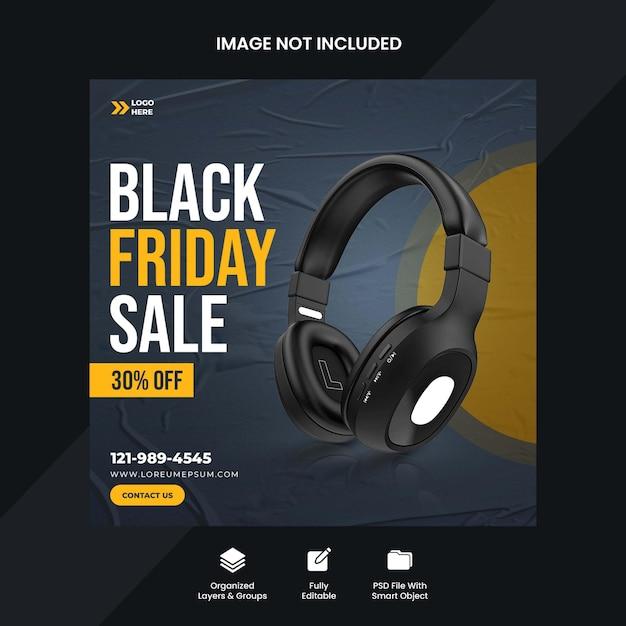 IMAGE NOT INCLUDED
LOGO
HERE
BLACK
FRIDAY
SALE
30% OFF
121-989-4545
WWW.LOREUMEPSUM.COM
CONTACT US
L
Organized
Layers & Groups
Fully
Editable
PSD File With
Smart Object